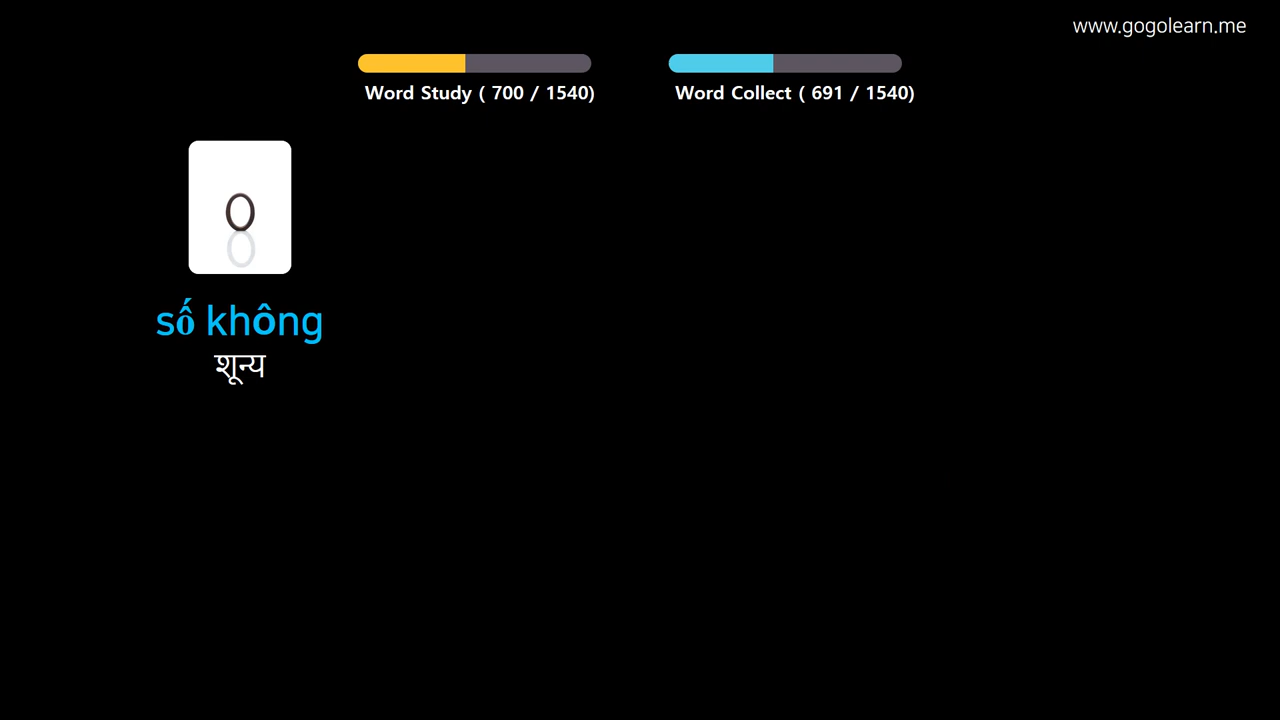 www.gogolearn.me
Word Study ( 700 / 1540)
Word Collect ( 691 / 1540)
0
số không
शून्य